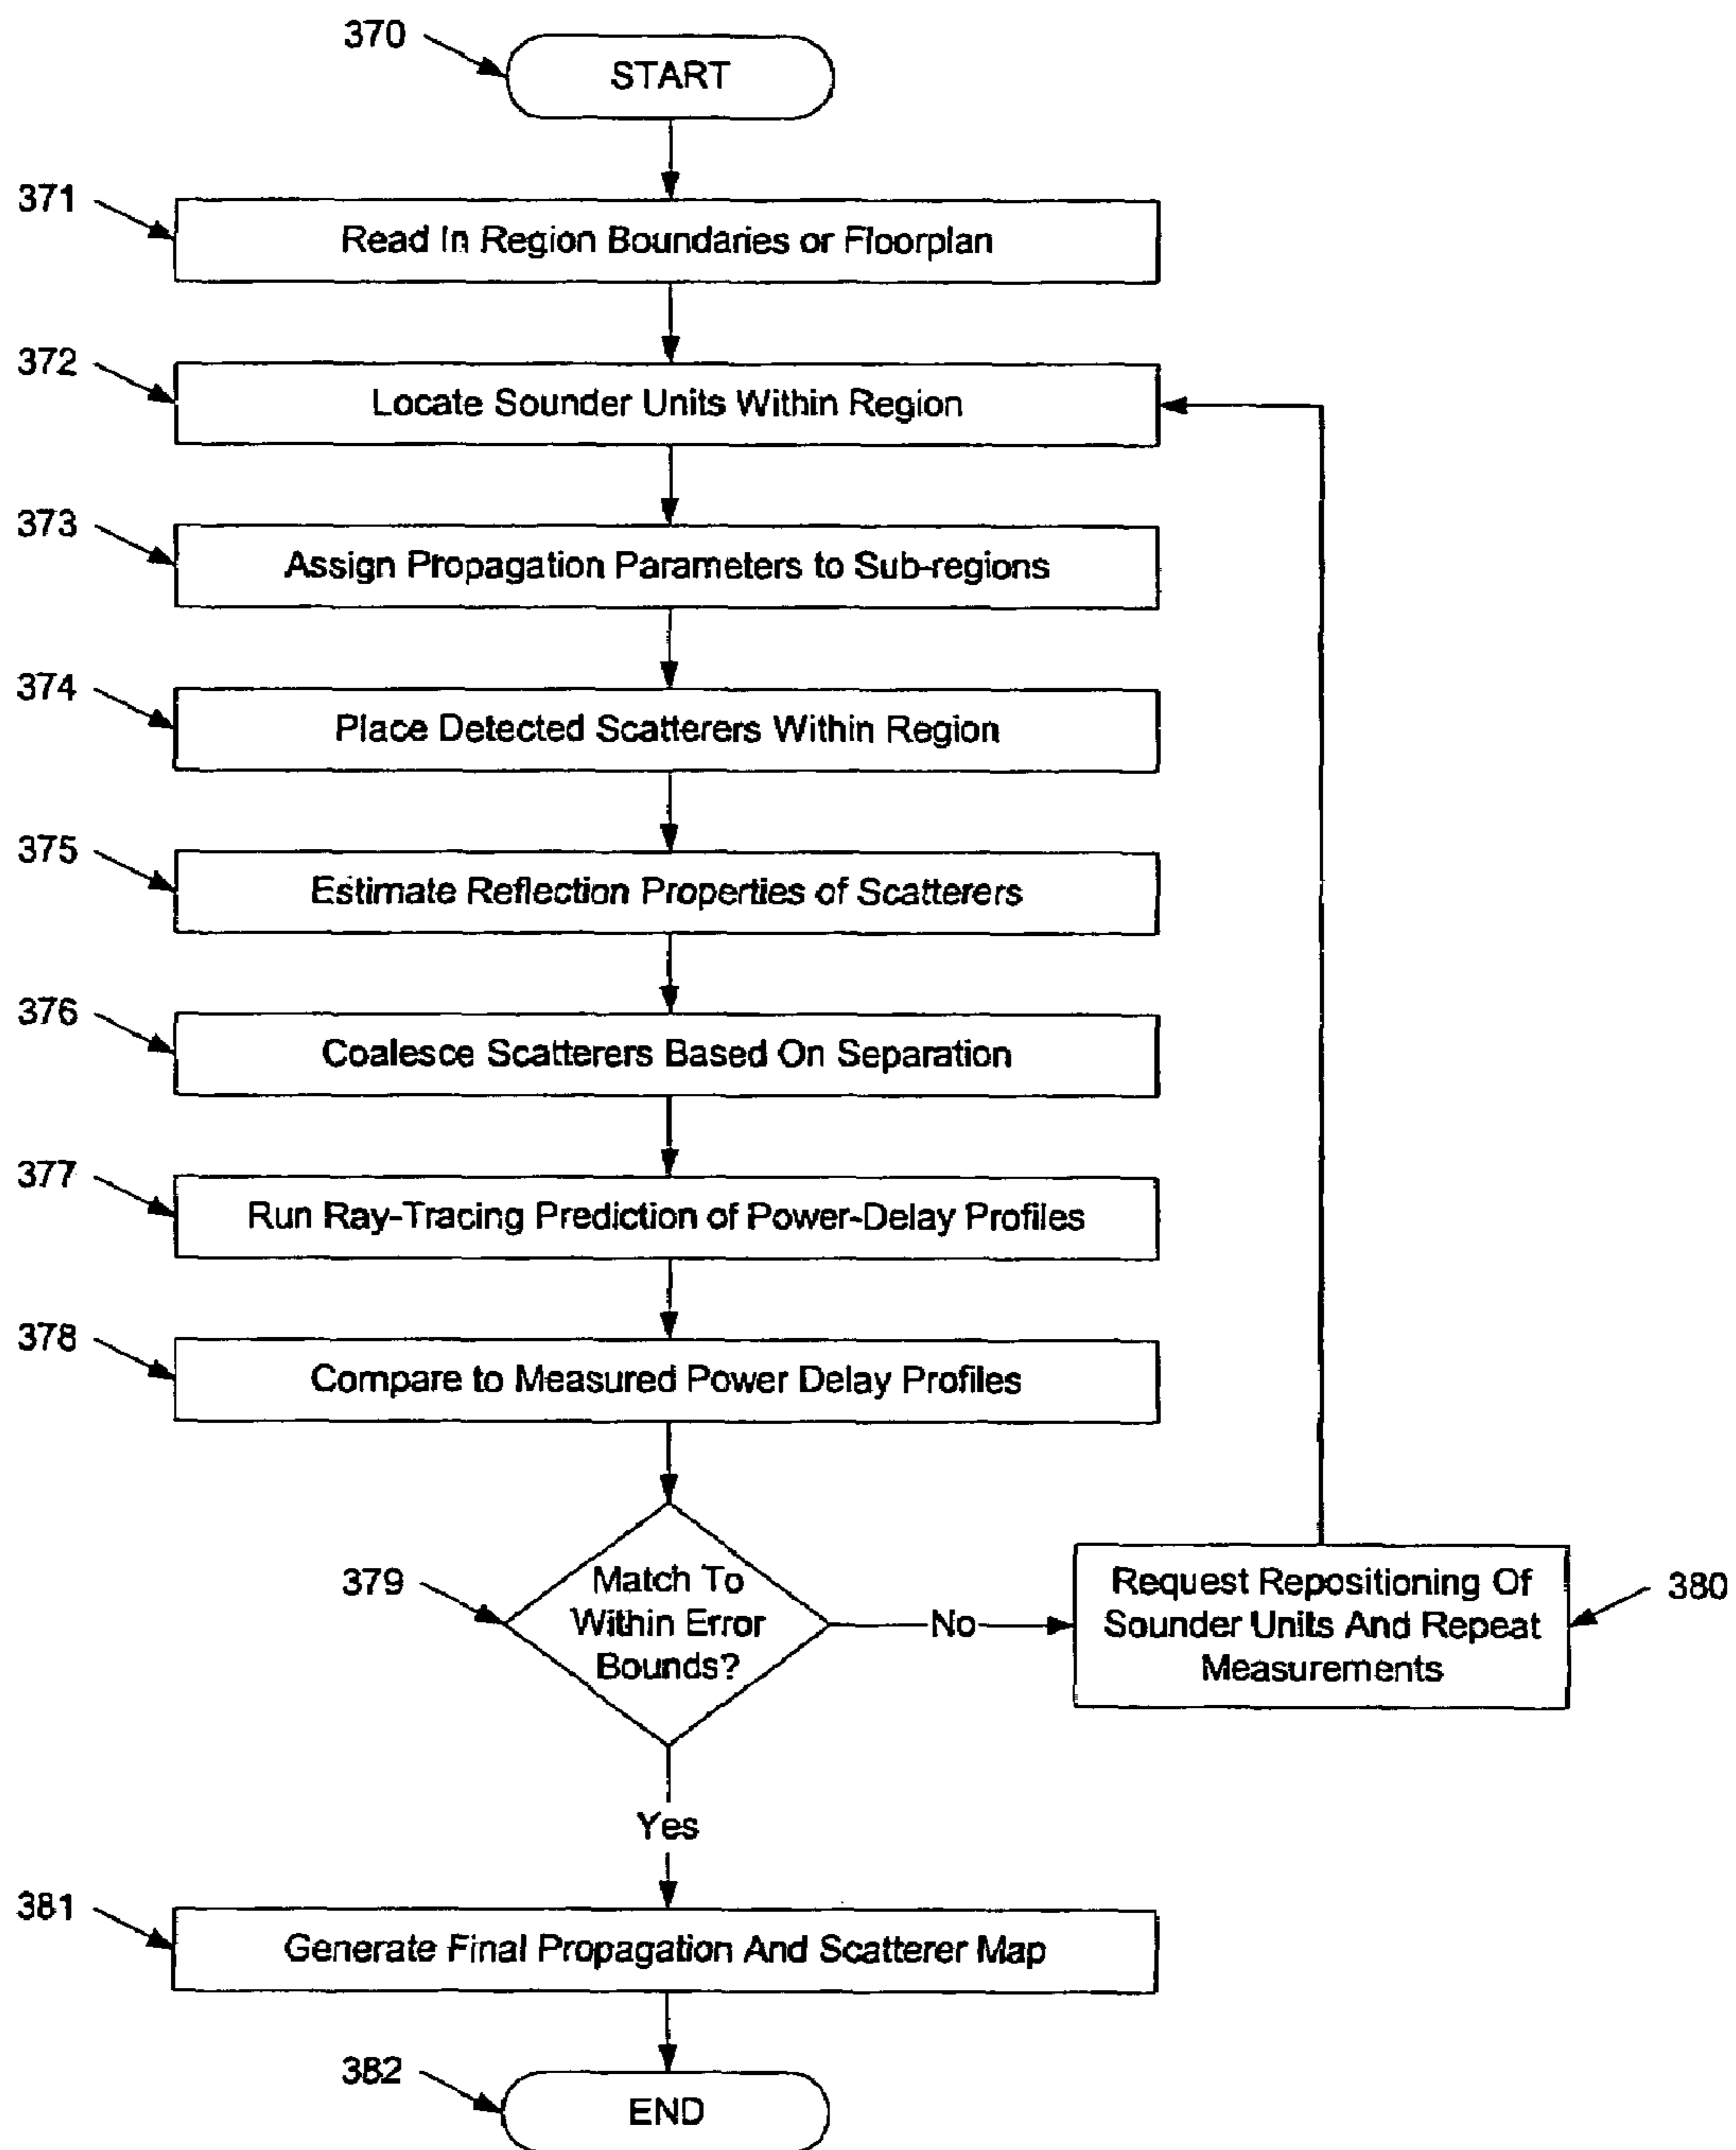 370
START
371
Read In Region Boundaries or Floorplan
372
Locate Sounder Units Within Region
373
Assign Propagation Parameters to Sub-regions
374
Place Detected Scatterers Within Region
375
Estimate Reflection Properties of Scatterers
376
Coalesce Scatterers Based On Separation
377
Run Ray-Tracing Prediction of Power-Delay Profiles
378
Compare to Measured Power Delay Profiles
379
Match To
Within Error
Bounds?
No
Request Repositioning Of
Sounder Units And Repeat
Measurements
380
Yes
381
Generate Final Propagation And Scatterer Map
382
END